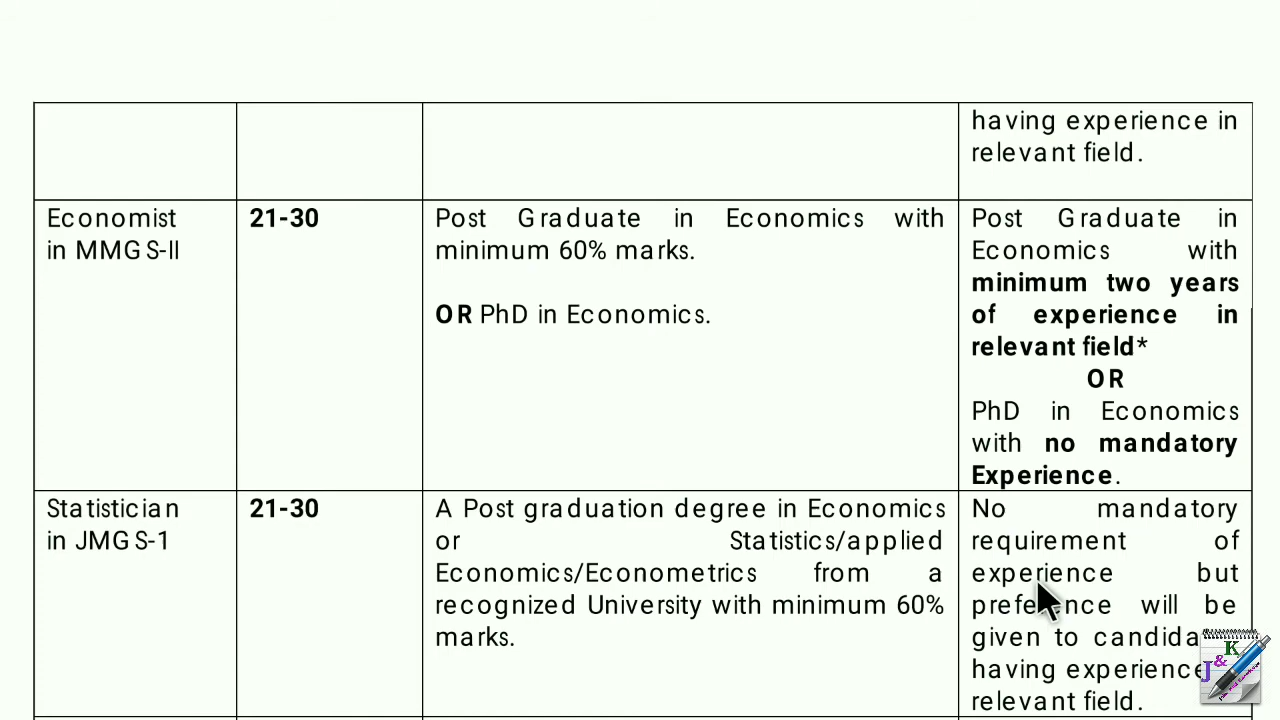 having experience in
relevant field.
Economist
in MMGS-II
21-30
Post Graduate in Economics with
minimum 60% marks.
OR PhD in Economics.
Post Graduate in
Economics with
minimum two years
of experience in
relevant field*
OR
PhD in Economics
with no mandatory
Experience.
Statistician
in JMGS-1
21-30
A Post graduation degree in Economics
or Statistics/applied
Economics/Econometrics from a
recognized University with minimum 60%
marks.
No mandatory
requirement of
experience but
preference will be
given to candida
having experience
relevant field.
J&K